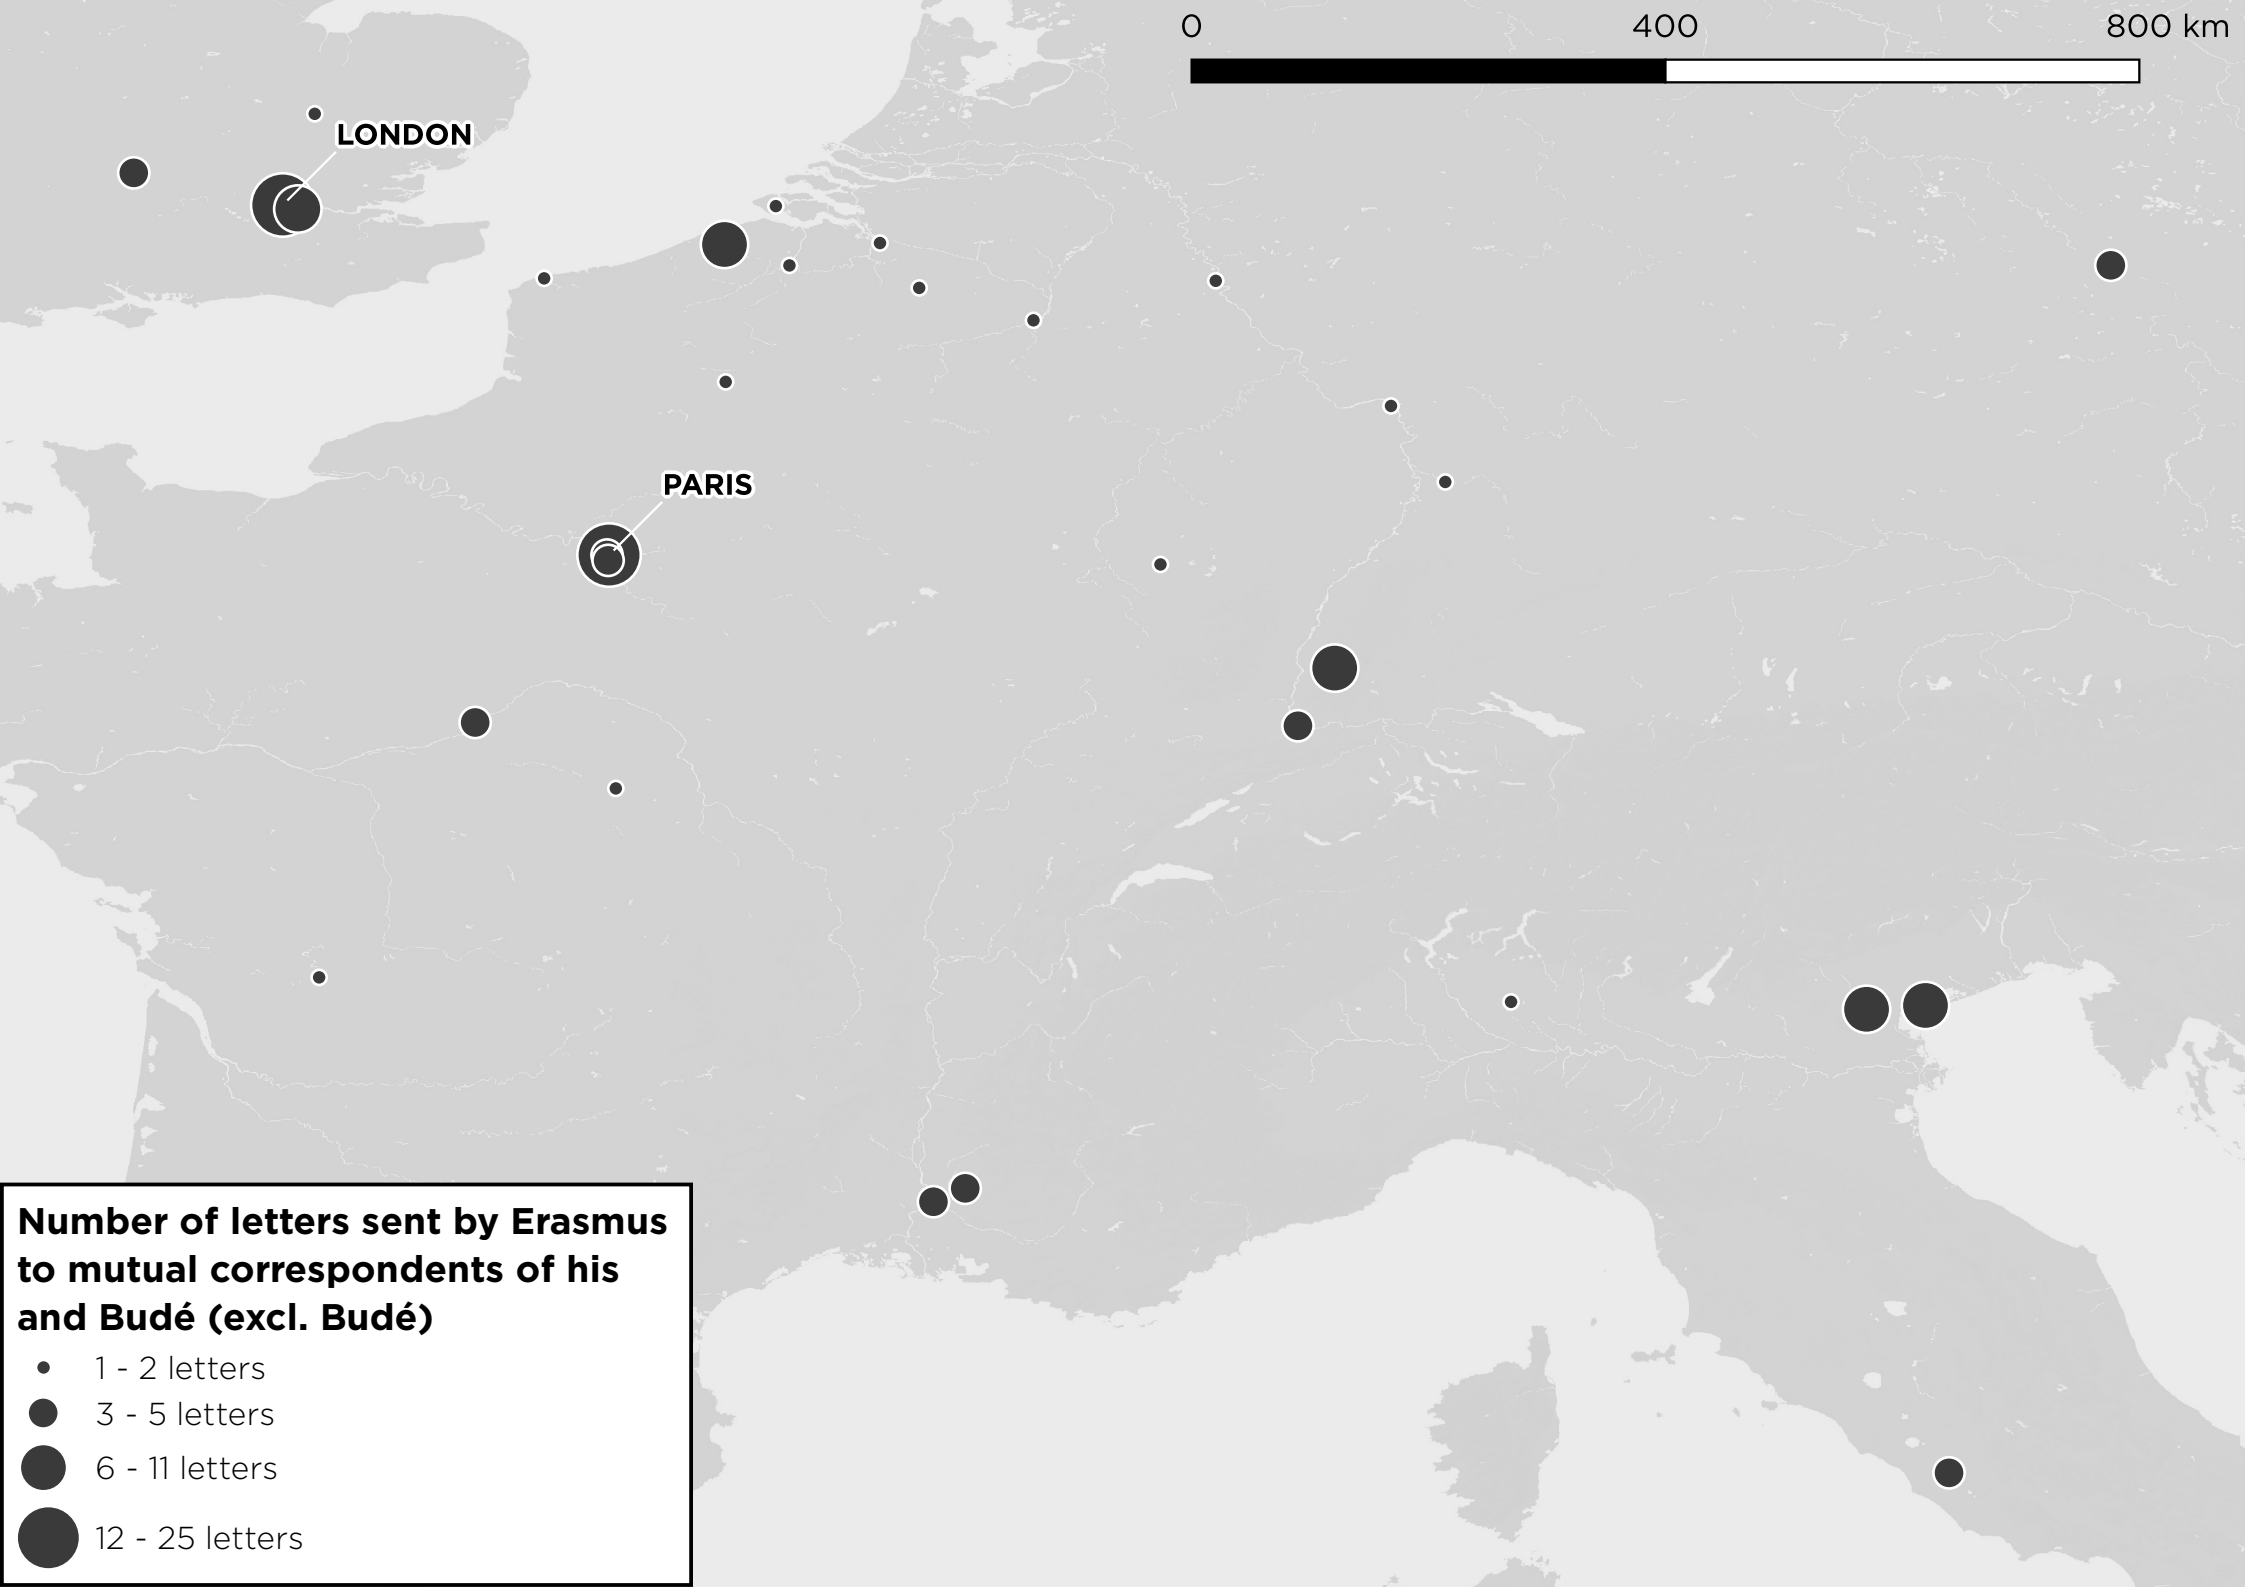 0 400 800 km
LONDON
PARIS
Number of letters sent by Erasmus
to mutual correspondents of his
and Budé (excl. Budé)
1 - 2 letters
3 - 5 letters
6 - 11 letters
12 - 25 letters